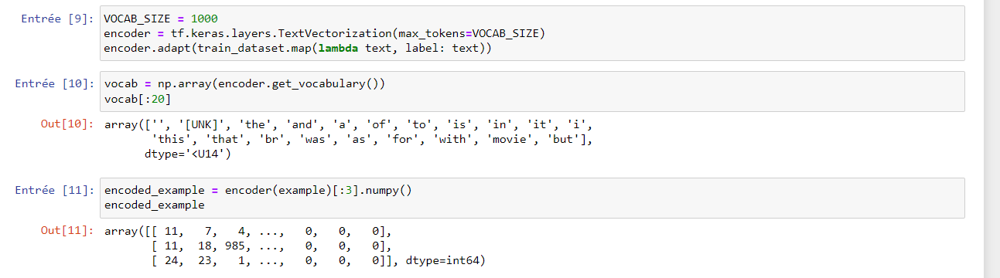 Entrée [9]: VOCAB_SIZE = 1000
encoder = tf.keras.layers.TextVectorization(max_tokens=VOCAB_SIZE)
encoder.adapt(train_dataset.map(lambda text, label: text))
Entrée [10]: vocab = np.array(encoder.get_vocabulary())
vocab[:20]
Out[10]: array(['', '[UNK]', 'the', 'and', 'a', 'of', 'to', 'is', 'in', 'it', 'i',
'this', 'that', 'br', 'was', 'as', 'for', 'with', 'movie', 'but'],
dtype='<U14')
Entrée [11]: encoded_example = encoder(example)[:3].numpy()
encoded_example
Out[11]: array([[ 11,   7,   4, ...,   0,   0,   0],
[ 11,  18, 985, ...,   0,   0,   0],
[ 24,  23,   1, ...,   0,   0,   0]], dtype=int64)